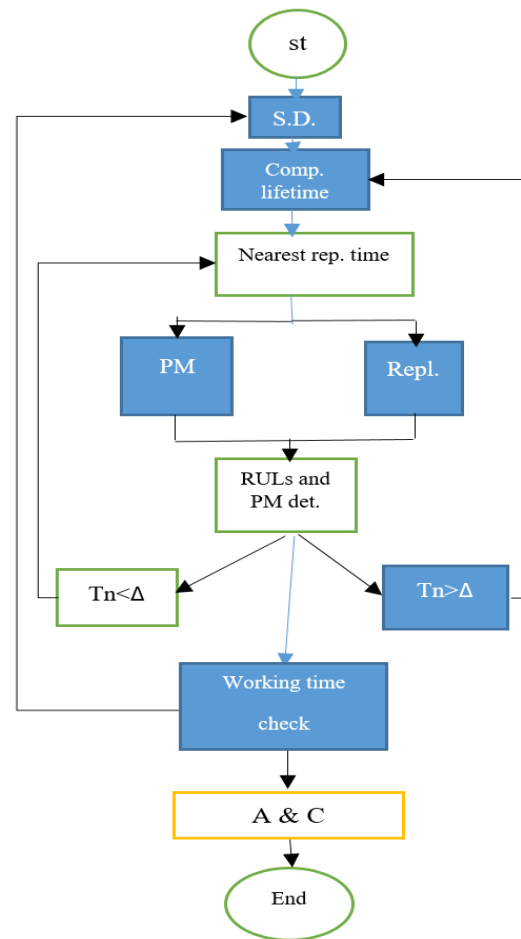 st
S.D.
Comp.
lifetime
Nearest rep. time
PM
Repl.
RULs and
PM det.
Tn<Δ
Tn>Δ
Working time
check
A & C
End